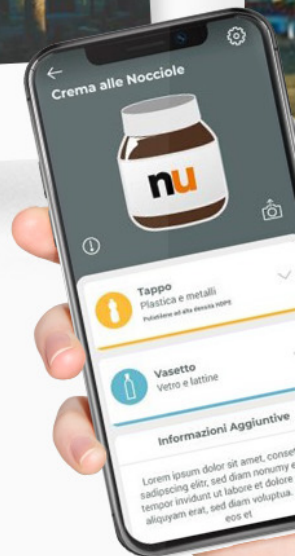 Crema alle Nocciole
nu
Tappo
Plastica e metalli
Polietilene ad alta densità HDPE
Vasetto
Vetro e lattine
Informazioni Aggiuntive
Lorem ipsum dolor sit amet, conse
sadipscing elitr, sed diam nonumy e
tempor invidunt ut labore et dolore
aliquyam erat, sed diam voluptua.
eos et